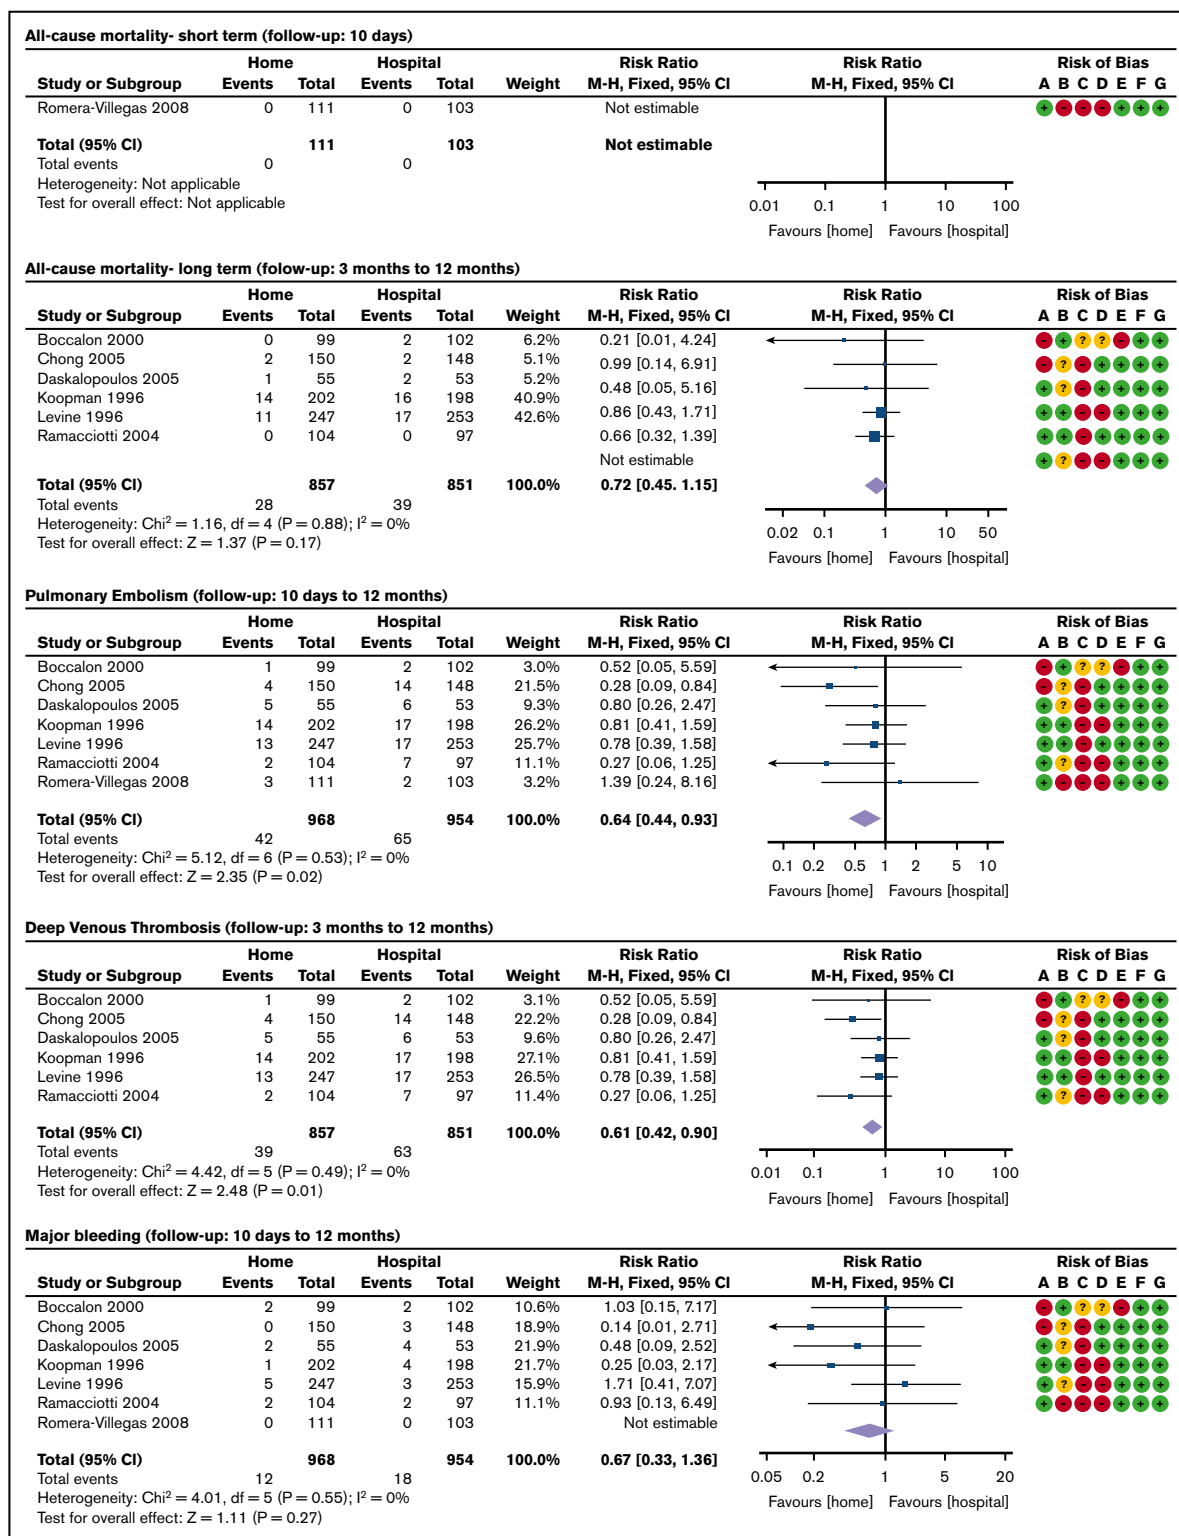 All-cause mortality- short term (follow-up: 10 days)
Home Hospital Risk Ratio Risk Ratio Risk of Bias
Study or Subgroup Events Total Events Total Weight M-H, Fixed, 95% CI M-H, Fixed, 95% CI A B C D E F G
Romera-Villegas 2008 0 111 0 103 Not estimable + - - - + + +
Total (95% CI) 111 103 Not estimable
Total events 0 0
Heterogeneity: Not applicable
Test for overall effect: Not applicable
0.01 0.1 1 10 100
Favours [home] Favours [hospital]
All-cause mortality- long term (folow-up: 3 months to 12 months)
Home Hospital Risk Ratio Risk Ratio Risk of Bias
Study or Subgroup Events Total Events Total Weight M-H, Fixed, 95% CI M-H, Fixed, 95% CI A B C D E F G
Boccalon 2000 0 99 2 102 6.2% 0.21 [0.01, 4.24] - + ? ? - + +
Chong 2005 2 150 2 148 5.1% 0.99 [0.14, 6.91] - ? - + + + +
Daskalopoulos 2005 1 55 2 53 5.2% 0.48 [0.05, 5.16] + ? - + + + +
Koopman 1996 14 202 16 198 40.9% 0.86 [0.43, 1.71] + + - - + + +
Levine 1996 11 247 17 253 42.6% 0.66 [0.32, 1.39] + + - + + + +
Ramacciotti 2004 0 104 0 97 Not estimable + ? - - + + +
Total (95% CI) 857 851 100.0% 0.72 [0.45. 1.15]
Total events 28 39
Heterogeneity: Chi² = 1.16, df = 4 (P = 0.88); I² = 0%
Test for overall effect: Z = 1.37 (P = 0.17)
0.02 0.1 1 10 50
Favours [home] Favours [hospital]
Pulmonary Embolism (follow-up: 10 days to 12 months)
Home Hospital Risk Ratio Risk Ratio Risk of Bias
Study or Subgroup Events Total Events Total Weight M-H, Fixed, 95% CI M-H, Fixed, 95% CI A B C D E F G
Boccalon 2000 1 99 2 102 3.0% 0.52 [0.05, 5.59] - + ? ? - + +
Chong 2005 4 150 14 148 21.5% 0.28 [0.09, 0.84] - ? - + + + +
Daskalopoulos 2005 5 55 6 53 9.3% 0.80 [0.26, 2.47] + ? - + + + +
Koopman 1996 14 202 17 198 26.2% 0.81 [0.41, 1.59] + + - - + + +
Levine 1996 13 247 17 253 25.7% 0.78 [0.39, 1.58] + + - + + + +
Ramacciotti 2004 2 104 7 97 11.1% 0.27 [0.06, 1.25] + ? - - + + +
Romera-Villegas 2008 3 111 2 103 3.2% 1.39 [0.24, 8.16] + - - - + + +
Total (95% CI) 968 954 100.0% 0.64 [0.44, 0.93]
Total events 42 65
Heterogeneity: Chi² = 5.12, df = 6 (P = 0.53); I² = 0%
Test for overall effect: Z = 2.35 (P = 0.02)
0.1 0.2 0.5 1 2 5 10
Favours [home] Favours [hospital]
Deep Venous Thrombosis (follow-up: 3 months to 12 months)
Home Hospital Risk Ratio Risk Ratio Risk of Bias
Study or Subgroup Events Total Events Total Weight M-H, Fixed, 95% CI M-H, Fixed, 95% CI A B C D E F G
Boccalon 2000 1 99 2 102 3.1% 0.52 [0.05, 5.59] - + ? ? - + +
Chong 2005 4 150 14 148 22.2% 0.28 [0.09, 0.84] - ? - + + + +
Daskalopoulos 2005 5 55 6 53 9.6% 0.80 [0.26, 2.47] + ? - + + + +
Koopman 1996 14 202 17 198 27.1% 0.81 [0.41, 1.59] + + - - + + +
Levine 1996 13 247 17 253 26.5% 0.78 [0.39, 1.58] + + - + + + +
Ramacciotti 2004 2 104 7 97 11.4% 0.27 [0.06, 1.25] + ? - - + + +
Total (95% CI) 857 851 100.0% 0.61 [0.42, 0.90]
Total events 39 63
Heterogeneity: Chi² = 4.42, df = 5 (P = 0.49); I² = 0%
Test for overall effect: Z = 2.48 (P = 0.01)
0.01 0.1 1 10 100
Favours [home] Favours [hospital]
Major bleeding (follow-up: 10 days to 12 months)
Home Hospital Risk Ratio Risk Ratio Risk of Bias
Study or Subgroup Events Total Events Total Weight M-H, Fixed, 95% CI M-H, Fixed, 95% CI A B C D E F G
Boccalon 2000 2 99 2 102 10.6% 1.03 [0.15, 7.17] - + ? ? - + +
Chong 2005 0 150 3 148 18.9% 0.14 [0.01, 2.71] - ? - + + + +
Daskalopoulos 2005 2 55 4 53 21.9% 0.48 [0.09, 2.52] + ? - + + + +
Koopman 1996 1 202 4 198 21.7% 0.25 [0.03, 2.17] + + - - + + +
Levine 1996 5 247 3 253 15.9% 1.71 [0.41, 7.07] + ? - - + + +
Ramacciotti 2004 2 104 2 97 11.1% 0.93 [0.13, 6.49] + - - - + + +
Romera-Villegas 2008 0 111 0 103 Not estimable
Total (95% CI) 968 954 100.0% 0.67 [0.33, 1.36]
Total events 12 18
Heterogeneity: Chi² = 4.01, df = 5 (P = 0.55); I² = 0%
Test for overall effect: Z = 1.11 (P = 0.27)
0.05 0.2 1 5 20
Favours [home] Favours [hospital]